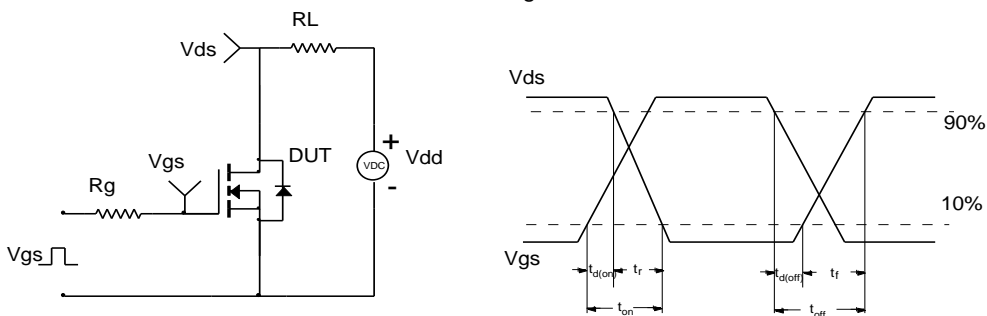 RL
Vds
Vds
90%
+
Vgs
DUT
VDC
Vdd
Rg
-
10%
Vgs
Vgs
td(on)
tr
td(off)
tf
ton
toff